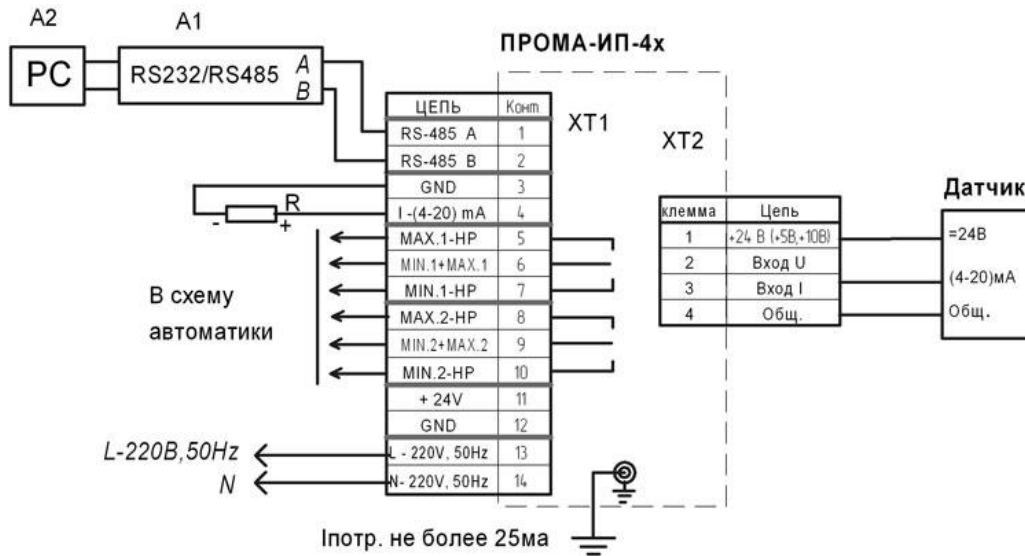 A2
A1
ПРОМА-ИП-4х
PC
RS232/RS485
A
B
ЦЕПЬ Конт
RS-485 A 1
RS-485 B 2
GND 3
I -(4-20) mA 4
MAX.1-HP 5
MIN.1+MAX.1 6
MIN.1-HP 7
MAX.2-HP 8
MIN.2+MAX.2 9
MIN.2-HP 10
+ 24V 11
GND 12
L - 220V, 50Hz 13
N- 220V, 50Hz 14
XT1
XT2
R
- +
В схему
автоматики
L-220В,50Hz
N
клемма Цепь
1 +24 В (+5В,+10В)
2 Вход U
3 Вход I
4 Общ.
Датчик
=24В
(4-20)мА
Общ.
Iпотр. не более 25ма